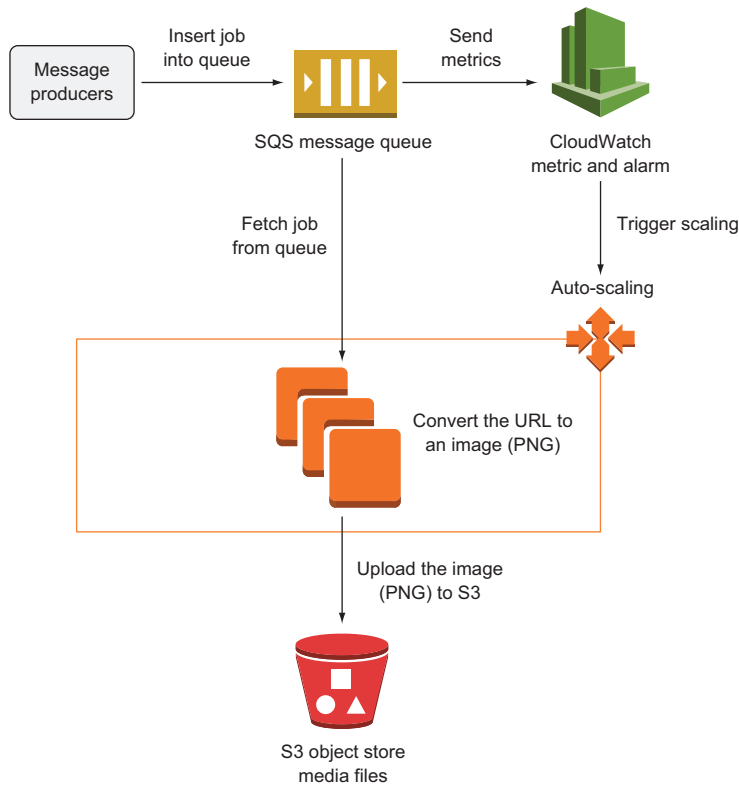 Message
producers
Insert job
into queue
Send
metrics
SQS message queue
CloudWatch
metric and alarm
Fetch job
from queue
Trigger scaling
Auto-scaling
Convert the URL to
an image (PNG)
Upload the image
(PNG) to S3
S3 object store
media files